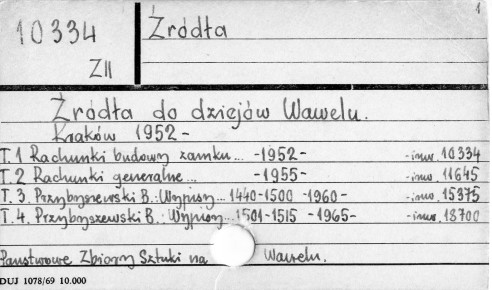 1
10334
ZII
Źródła
Źródła do dziejów Wawelu.
Kraków 1952 -
T. 1 Rachunki budowy zamku... -1952- -inw. 10334
T. 2 Rachunki generalne... -1955- -inw. 11645
T. 3. Przybyszewski B.: Wypisy... 1440-1500 -1960- -inw. 15375
T. 4. Przybyszewski B.: Wypisy... 1501-1515 -1965- -inw. 18700
Państwowe Zbiory Sztuki na Wawelu.
DUJ 1078/69 10.000